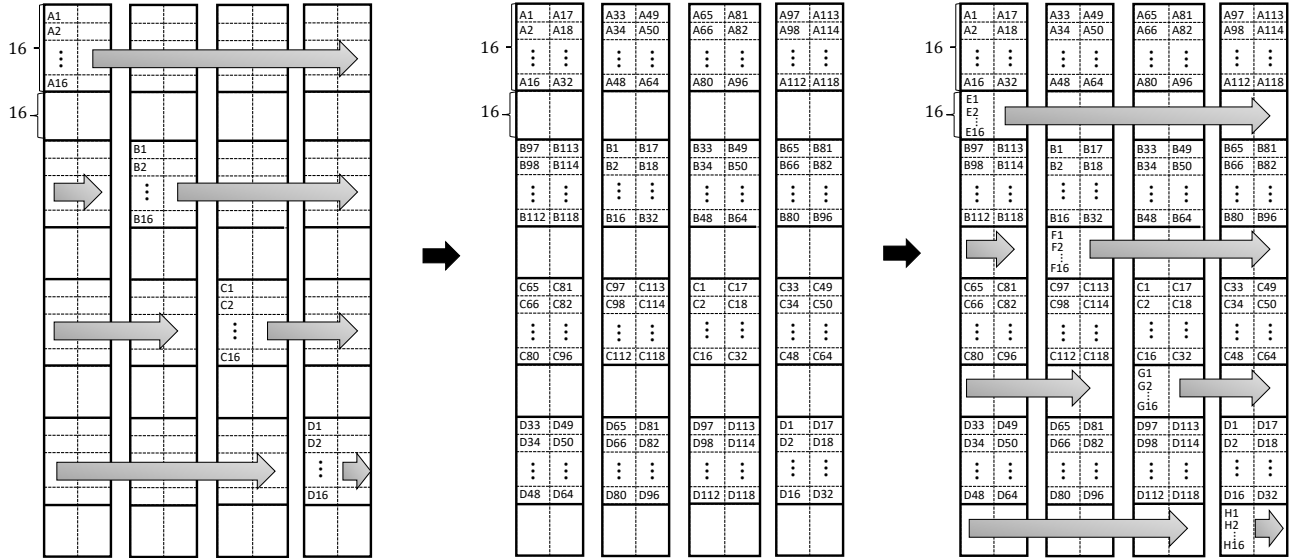 A1
A2
16
A16
16
B1
B2
B16
C1
C2
C16
D1
D2
D16
A1 A17 A33 A49 A65 A81 A97 A113
A2 A18 A34 A50 A66 A82 A98 A114
16
A16 A32 A48 A64 A80 A96 A112 A118
16
B97 B113 B1 B17 B33 B49 B65 B81
B98 B114 B2 B18 B34 B50 B66 B82
B112 B118 B16 B32 B48 B64 B80 B96
C65 C81 C97 C113 C1 C17 C33 C49
C66 C82 C98 C114 C2 C18 C34 C50
C80 C96 C112 C118 C16 C32 C48 C64
D33 D49 D65 D81 D97 D113 D1 D17
D34 D50 D66 D82 D98 D114 D2 D18
D48 D64 D80 D96 D112 D118 D16 D32
A1 A17 A33 A49 A65 A81 A97 A113
A2 A18 A34 A50 A66 A82 A98 A114
16
A16 A32 A48 A64 A80 A96 A112 A118
E1
16 E2
E16
B97 B113 B1 B17 B33 B49 B65 B81
B98 B114 B2 B18 B34 B50 B66 B82
B112 B118 B16 B32 B48 B64 B80 B96
F1
F2
F16
C65 C81 C97 C113 C1 C17 C33 C49
C66 C82 C98 C114 C2 C18 C34 C50
C80 C96 C112 C118 C16 C32 C48 C64
G1
G2
G16
D33 D49 D65 D81 D97 D113 D1 D17
D34 D50 D66 D82 D98 D114 D2 D18
D48 D64 D80 D96 D112 D118 D16 D32
H1
H2
H16